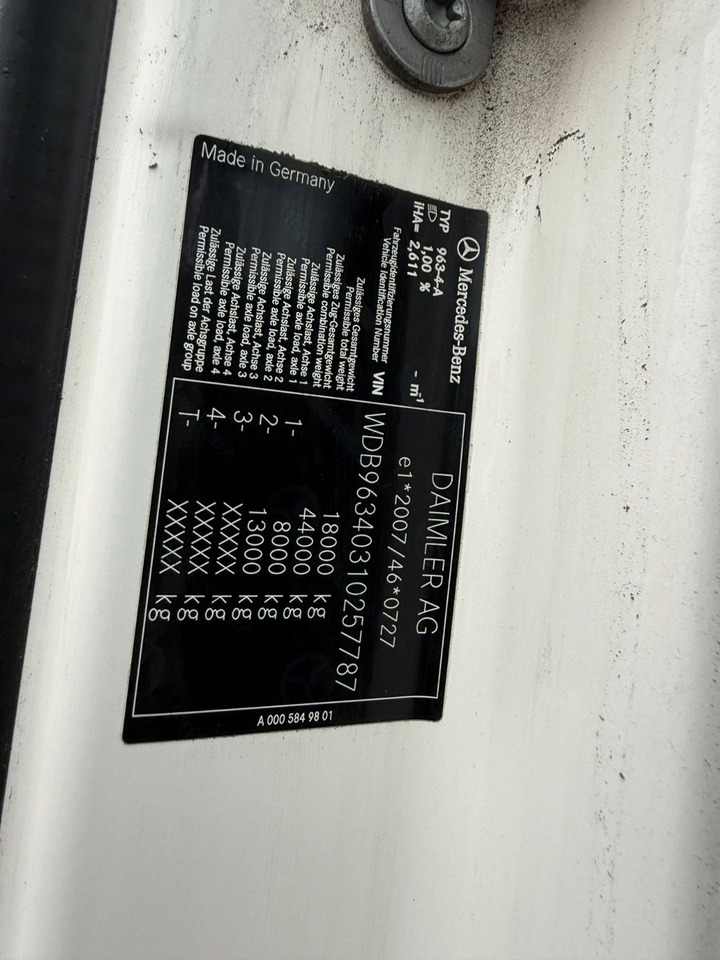 Mercedes-Benz
TYP 963-4-A
1,00 % - m-1
IHA= 2,611
DAIMLER AG
e1*2007/46*0727
Fahrzeugidentifizierungsnummer
Vehicle Identification Number VIN WDB96340310257787
Zulässiges Gesamtgewicht
Permissible total weight 18000 kg
Zulässiges Zug-Gesamtgewicht
Permissible combination weight 44000 kg
Zulässige Achslast, Achse 1
Permissible axle load, axle 1 1- 8000 kg
Zulässige Achslast, Achse 2
Permissible axle load, axle 2 2- 13000 kg
Zulässige Achslast, Achse 3
Permissible axle load, axle 3 3- XXXXX kg
Zulässige Achslast, Achse 4
Permissible axle load, axle 4 4- XXXXX kg
Zulässige Last der Achsgruppe
Permissible load on axle group T- XXXXX kg
Made in Germany
A 000 584 98 01